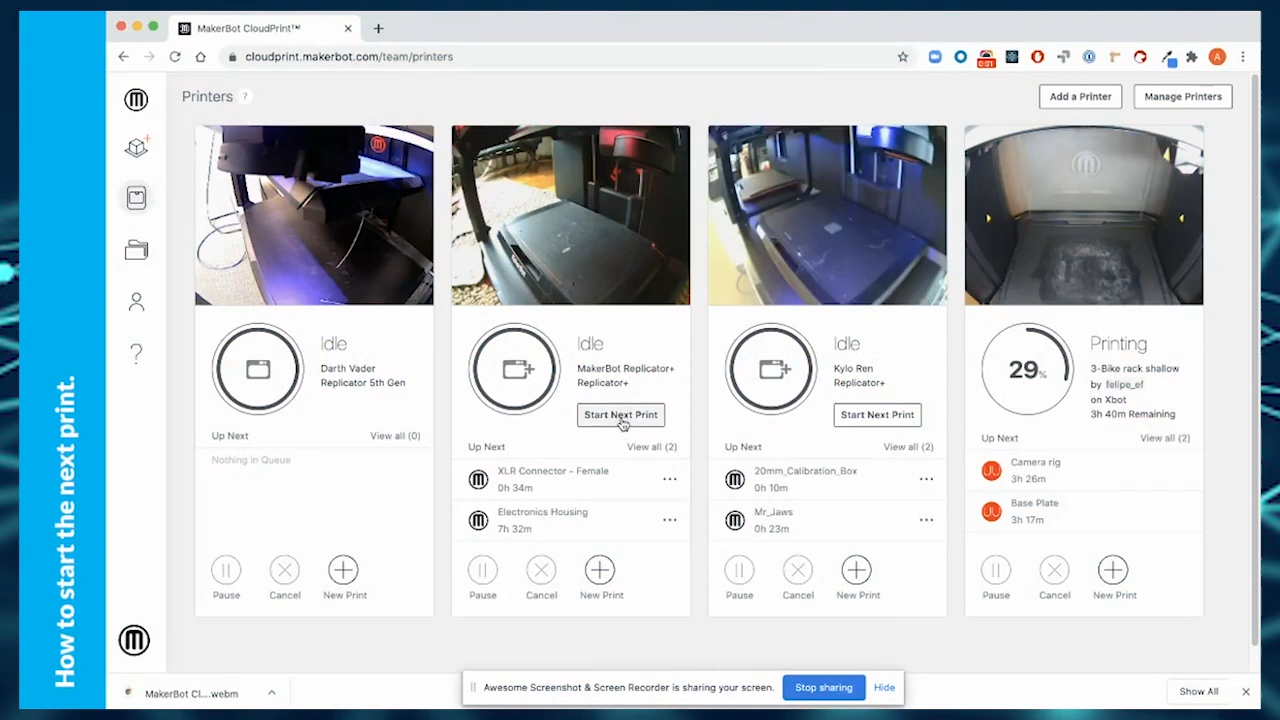 How to start the next print.
MakerBot CloudPrint™
cloudprint.makerbot.com/team/printers
0:01
A
Printers ?
Add a Printer
Manage Printers
Idle
Darth Vader
Replicator 5th Gen
Up Next
View all (0)
Nothing in Queue
Pause
Cancel
New Print
Idle
MakerBot Replicator+
Replicator+
Start Next Print
Up Next
View all (2)
XLR Connector - Female
0h 34m
Electronics Housing
7h 32m
Pause
Cancel
New Print
Idle
Kylo Ren
Replicator+
Start Next Print
Up Next
View all (2)
20mm_Calibration_Box
0h 10m
Mr_Jaws
0h 23m
Pause
Cancel
New Print
29%
Printing
3-Bike rack shallow
by felipe_ef
on Xbot
3h 40m Remaining
Up Next
View all (2)
Camera rig
3h 26m
Base Plate
3h 17m
Pause
Cancel
New Print
Awesome Screenshot & Screen Recorder is sharing your screen.
Stop sharing
Hide
MakerBot Cl....webm
Show All